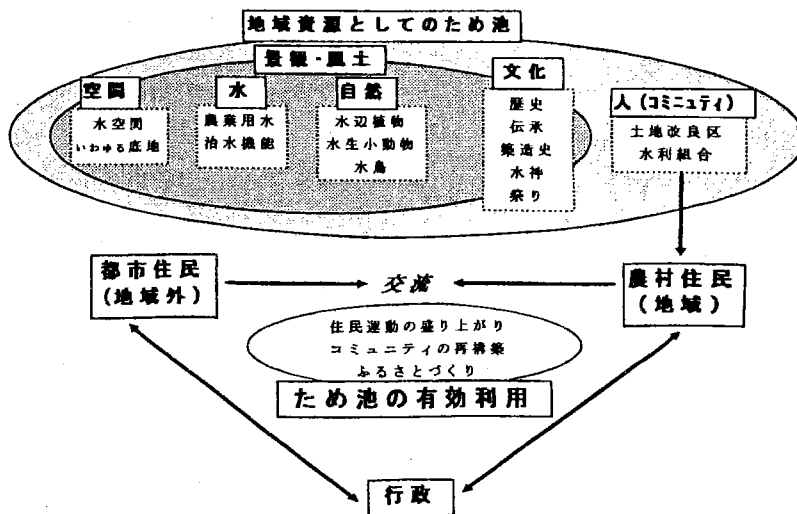 地域資源としてのため池
景観・風土
空間
水空間
いわゆる底地
水
農業用水
治水機能
自然
水辺植物
水生小動物
水鳥
文化
歴史
伝承
築造史
水神
祭り
人(コミニュティ)
土地改良区
水利組合
都市住民
(地域外)
交流
農村住民
(地域)
住民運動の盛り上がり
コミュニティの再構築
ふるさとづくり
ため池の有効利用
行政